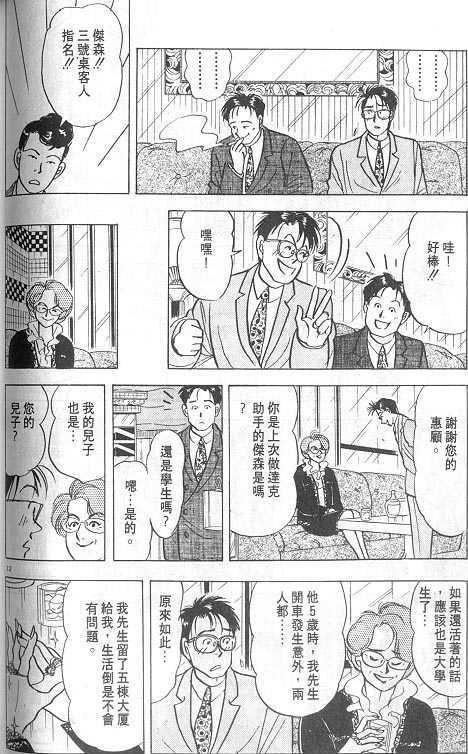 ………
………
傑森!!
三號桌客人
指名!!
哇！
好棒!!
嘿嘿！
謝謝您的
惠顧。
你是上次做達克
助手的傑森是嗎
？
還是學生嗎？
嗯…是的。
我的兒子
也是…
您的
兒子？
如果還活著的話
，應該也是大學
生了…
他5歲時，我先生
開車發生意外，兩
人都……
原來如此…
我先生留了五棟大廈
給我，生活倒是不會
有問題。
12